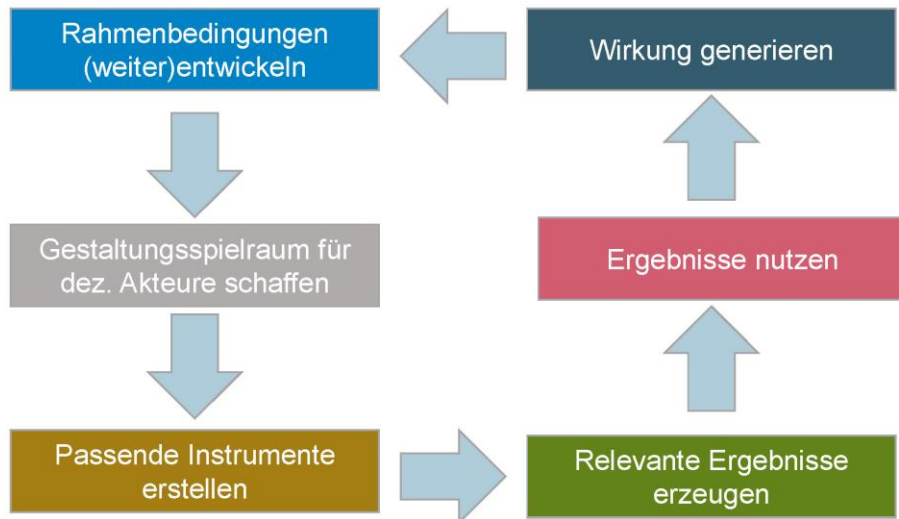 Rahmenbedingungen
(weiter)entwickeln
Wirkung generieren
Gestaltungsspielraum für
dez. Akteure schaffen
Ergebnisse nutzen
Passende Instrumente
erstellen
Relevante Ergebnisse
erzeugen